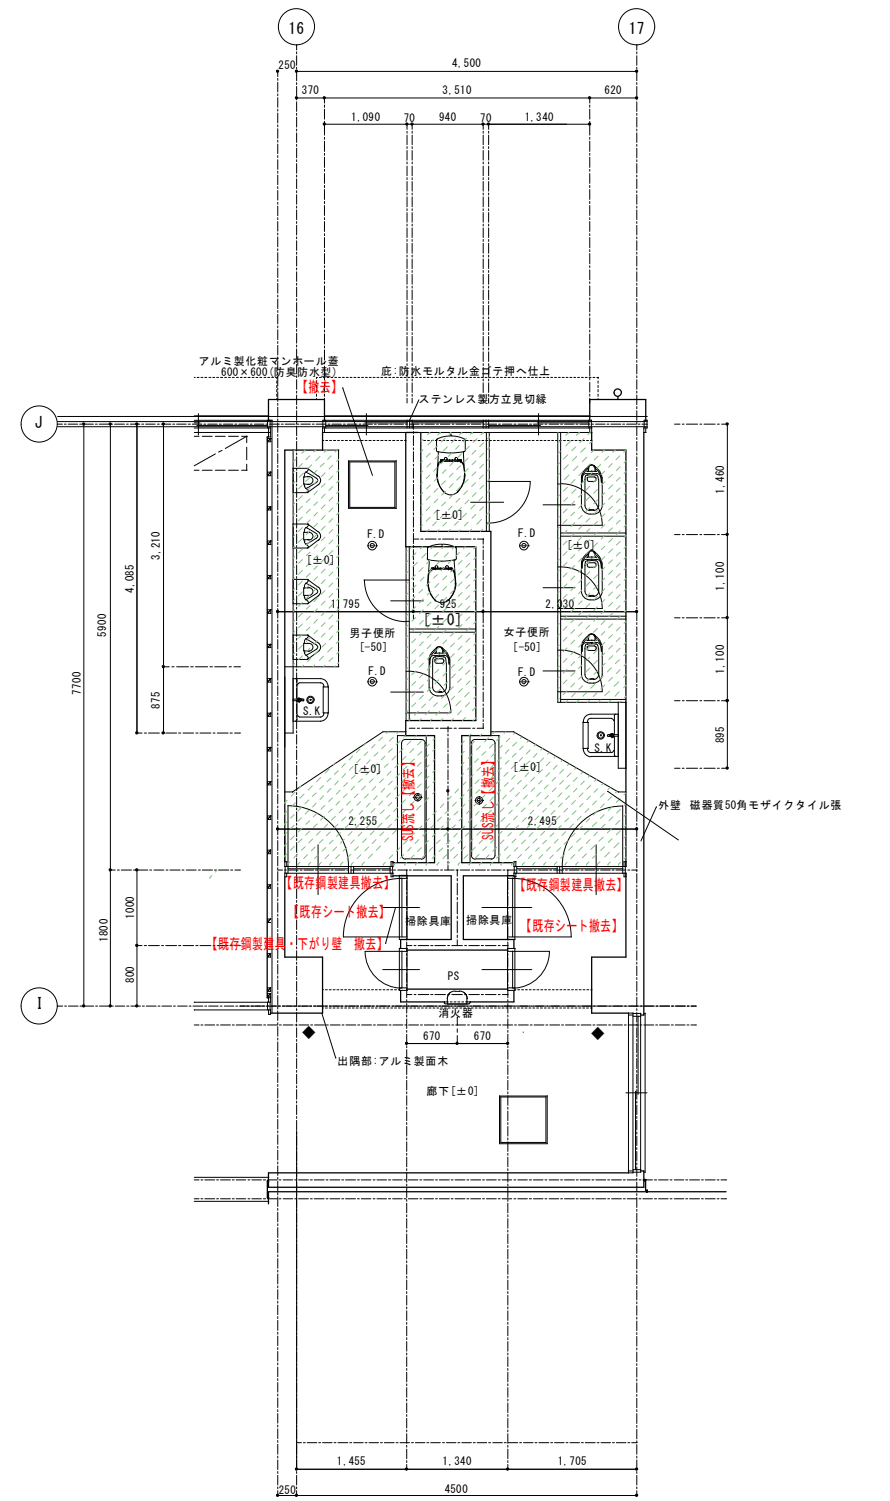 16
17
250
4,500
370
3,510
620
1,090
70
940
70
1,340
アルミ製化粧マンホール蓋
600×600(防臭防水型)
【撤去】
庇:防水モルタル金ゴテ押へ仕上
ステンレス製方立見切縁
J
[±0]
F.D
F.D
[±0]
[±0]
1,460
3,210
4,085
5900
7700
1,100
1,795
925
2,030
[±0]
男子便所
[-50]
女子便所
[-50]
F.D
F.D
1,100
875
S.K
S.K
895
[±0]
[±0]
SUS流し【撤去】
SUS流し【撤去】
外壁 磁器質50角モザイクタイル張
2,255
2,495
【既存鋼製建具撤去】
【既存鋼製建具撤去】
1000
1800
【既存シート撤去】
掃除具庫
掃除具庫
【既存シート撤去】
【既存鋼製建具・下がり壁 撤去】
800
PS
I
消火器
670
670
出隅部:アルミ製面木
廊下[±0]
1,455
1,340
1,705
250
4500